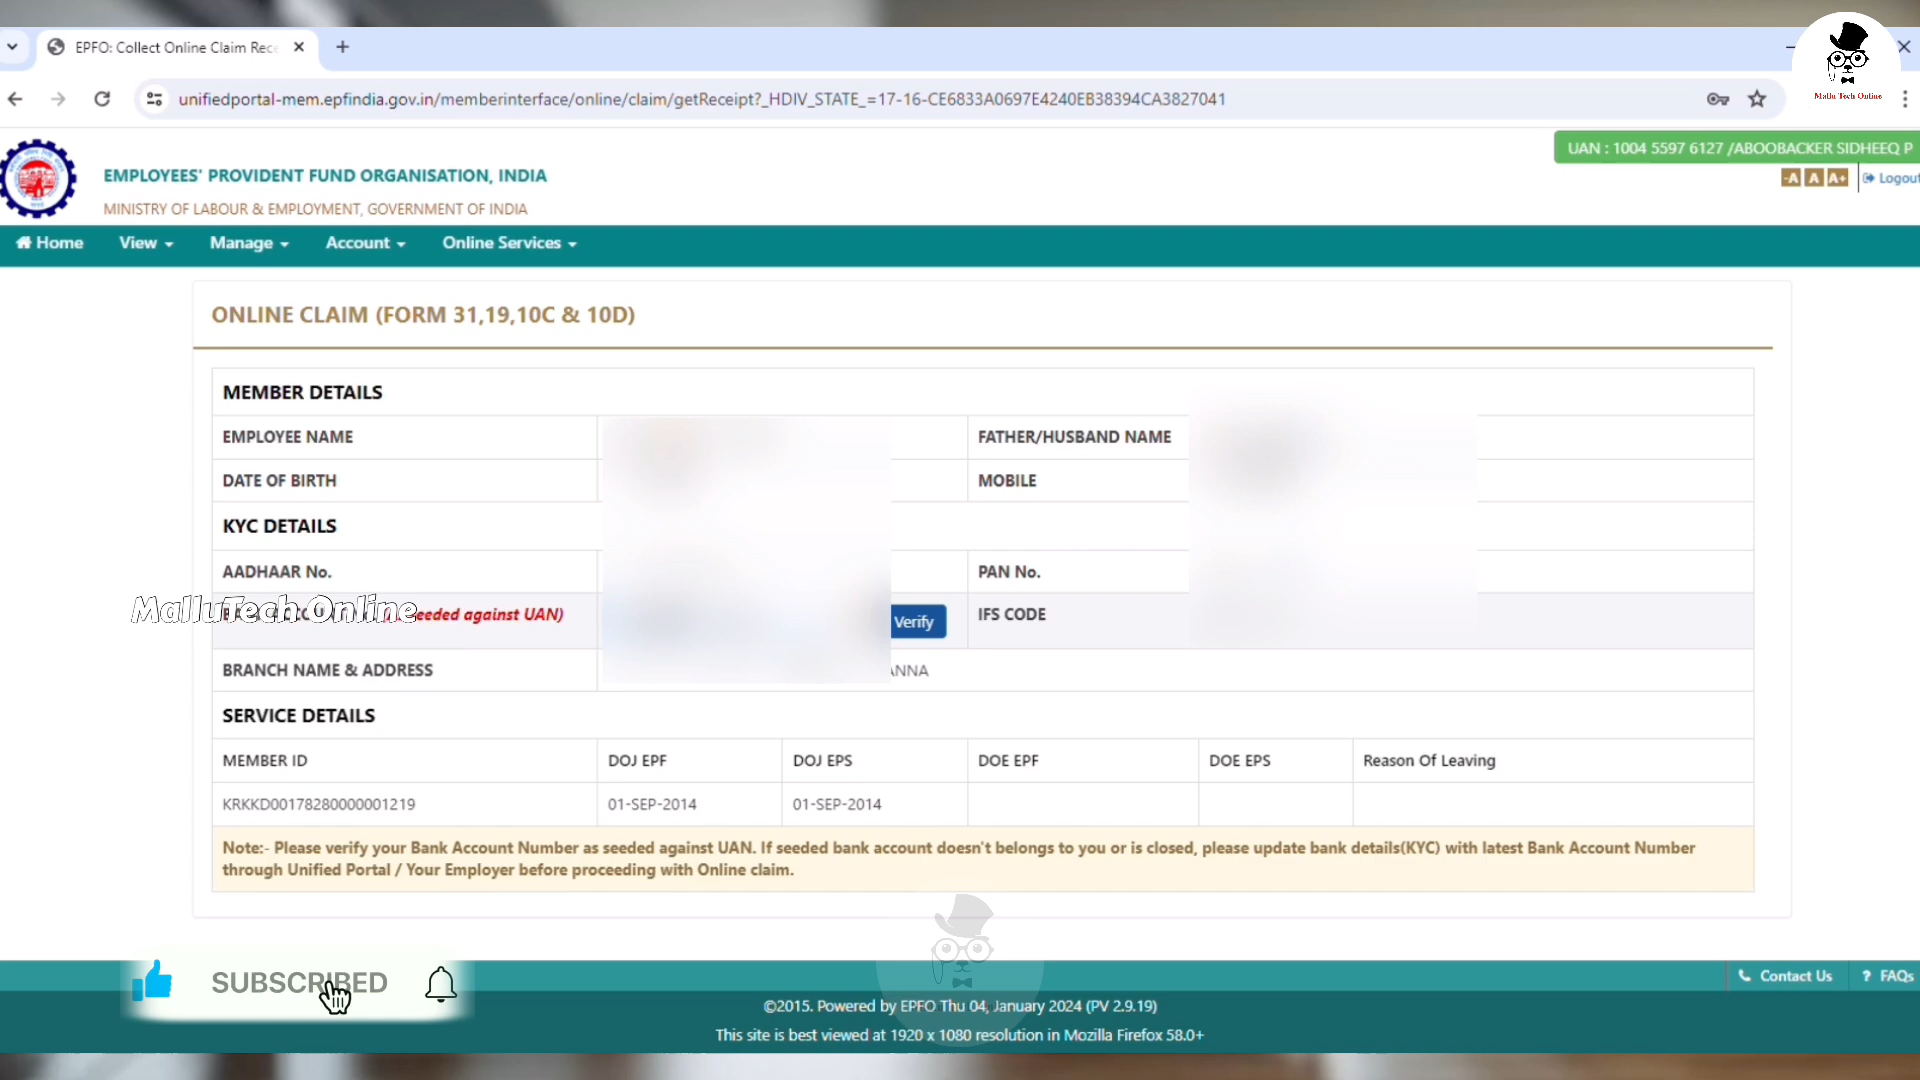 EPFO: Collect Online Claim Rece
Mallu Tech Online
unifiedportal-mem.epfindia.gov.in/memberinterface/online/claim/getReceipt?_HDIV_STATE_=17-16-CE6833A0697E4240EB38394CA3827041
UAN : 1004 5597 6127 /ABOOBACKER SIDHEEQ P
EMPLOYEES' PROVIDENT FUND ORGANISATION, INDIA
-A A A+ Logout
MINISTRY OF LABOUR & EMPLOYMENT, GOVERNMENT OF INDIA
Home View Manage Account Online Services
ONLINE CLAIM (FORM 31,19,10C & 10D)
MEMBER DETAILS
EMPLOYEE NAME FATHER/HUSBAND NAME
DATE OF BIRTH MOBILE
KYC DETAILS
AADHAAR No. PAN No.
MalluTech Online
seeded against UAN) Verify IFS CODE
BRANCH NAME & ADDRESS ANNA
SERVICE DETAILS
MEMBER ID DOJ EPF DOJ EPS DOE EPF DOE EPS Reason Of Leaving
KRKKD00178280000001219 01-SEP-2014 01-SEP-2014
Note:- Please verify your Bank Account Number as seeded against UAN. If seeded bank account doesn't belongs to you or is closed, please update bank details(KYC) with latest Bank Account Number
through Unified Portal / Your Employer before proceeding with Online claim.
SUBSCRIBED
Contact Us ? FAQs
©2015. Powered by EPFO Thu 04, January 2024 (PV 2.9.19)
This site is best viewed at 1920 x 1080 resolution in Mozilla Firefox 58.0+